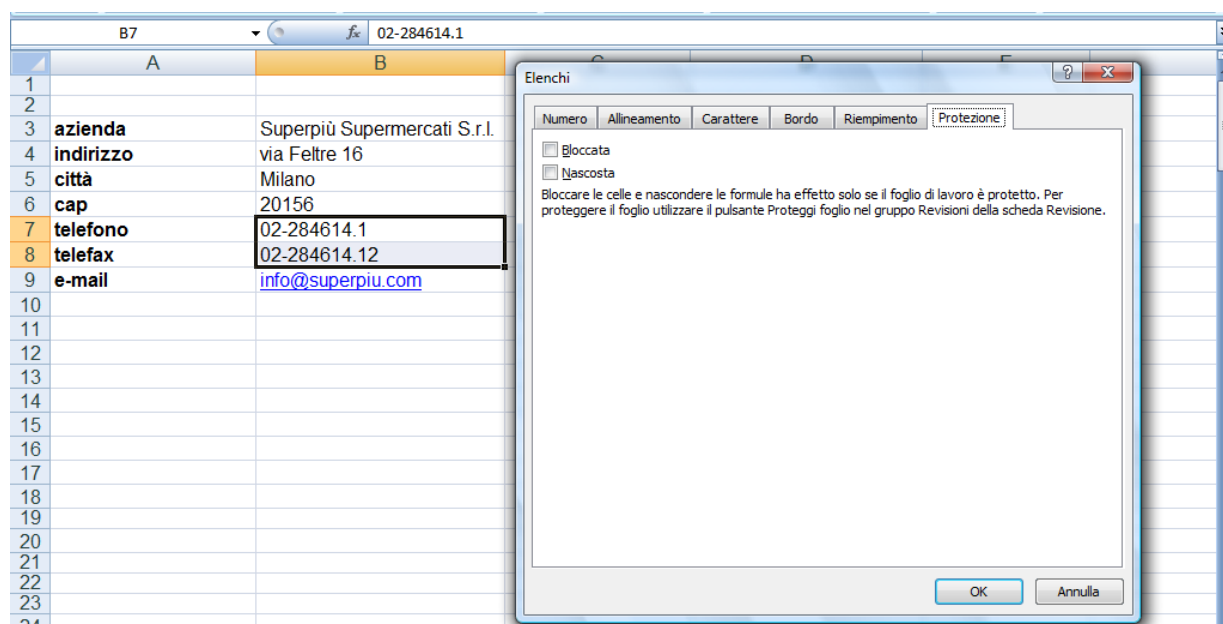 B7 fx 02-284614.1
A B C D E
1
2
3 azienda Superpiù Supermercati S.r.l.
4 indirizzo via Feltre 16
5 città Milano
6 cap 20156
7 telefono 02-284614.1
8 telefax 02-284614.12
9 e-mail info@superpiu.com
10
11
12
13
14
15
16
17
18
19
20
21
22
23
24
Elenchi ? X
Numero Allineamento Carattere Bordo Riempimento Protezione
Bloccata
Nascosta
Bloccare le celle e nascondere le formule ha effetto solo se il foglio di lavoro è protetto. Per
proteggere il foglio utilizzare il pulsante Proteggi foglio nel gruppo Revisioni della scheda Revisione.
OK Annulla